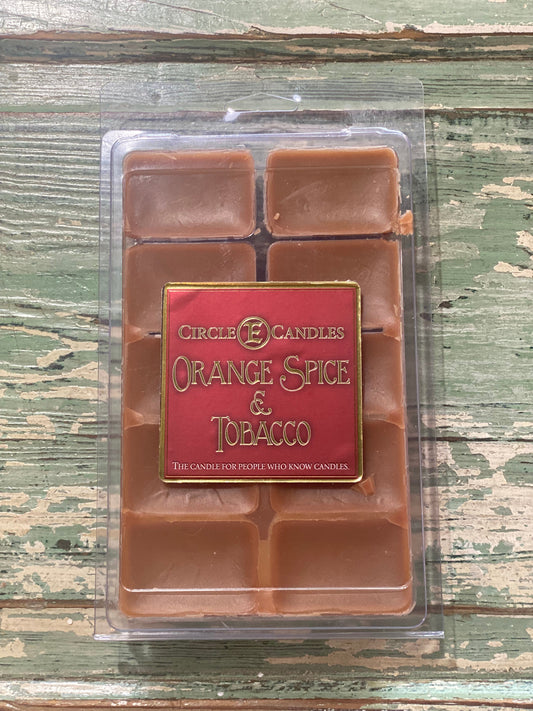 CIRCLE E CANDLES
ORANGE SPICE
&
TOBACCO
THE CANDLE FOR PEOPLE WHO KNOW CANDLES.